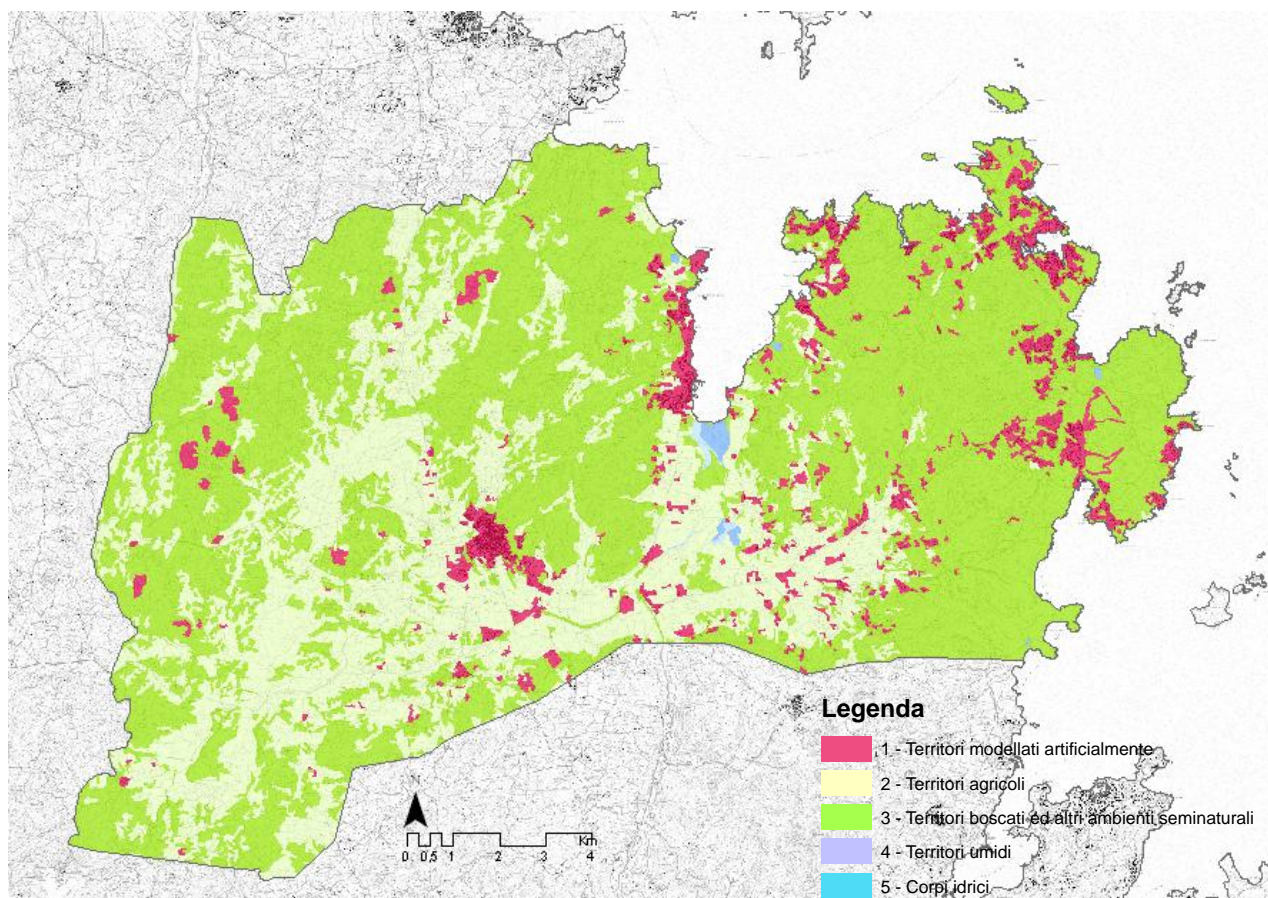 Legenda
1 - Territori modellati artificialmente
2 - Territori agricoli
3 - Territori boscati ed altri ambienti seminaturali
4 - Territori umidi
5 - Corpi idrici
N
Km
0 0,5 1 2 3 4